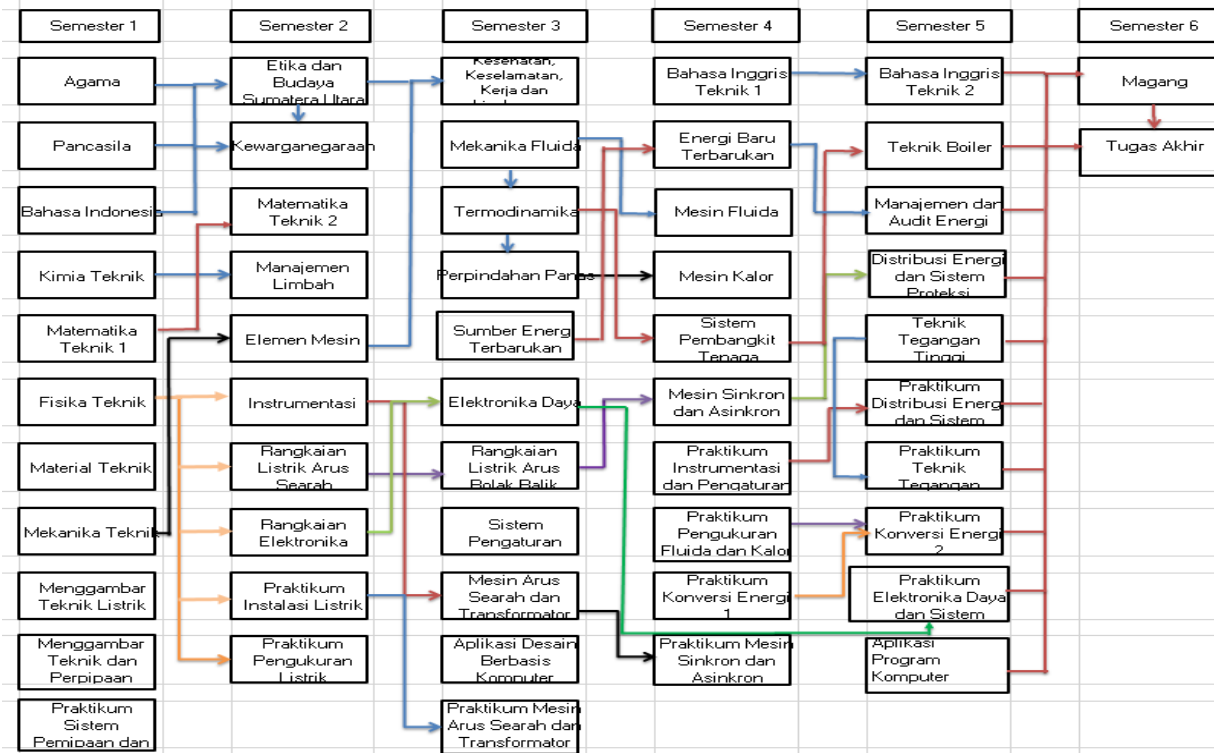 Semester 1
Semester 2
Semester 3
Semester 4
Semester 5
Semester 6
Agama
Etika dan
Budaya
Sumatera Utara
Kesehatan,
Keselamatan,
Kerja dan
Bahasa Inggris
Teknik 1
Bahasa Inggris
Teknik 2
Magang
Pancasila
Kewarganegaraan
Mekanika Fluida
Energi Baru
Terbarukan
Teknik Boiler
Tugas Akhir
Bahasa Indonesia
Matematika
Teknik 2
Termodinamika
Mesin Fluida
Manajemen dan
Audit Energi
Kimia Teknik
Manajemen
Limbah
Perpindahan Panas
Mesin Kalor
Distribusi Energi
dan Sistem
Proteksi
Matematika
Teknik 1
Elemen Mesin
Sumber Energi
Terbarukan
Sistem
Pembangkit
Tenaga
Teknik
Tegangan
Tinggi
Fisika Teknik
Instrumentasi
Elektronika Daya
Mesin Sinkron
dan Asinkron
Praktikum
Distribusi Energi
dan Sistem
Material Teknik
Rangkaian
Listrik Arus
Searah
Rangkaian
Listrik Arus
Bolak Balik
Praktikum
Instrumentasi
dan Pengaturan
Praktikum
Teknik
Tegangan
Mekanika Teknik
Rangkaian
Elektronika
Sistem
Pengaturan
Praktikum
Pengukuran
Fluida dan Kalor
Praktikum
Konversi Energi
2
Menggambar
Teknik Listrik
Praktikum
Instalasi Listrik
Mesin Arus
Searah dan
Transformator
Praktikum
Konversi Energi
1
Praktikum
Elektronika Daya
dan Sistem
Menggambar
Teknik dan
Perpipaan
Praktikum
Pengukuran
Listrik
Aplikasi Desain
Berbasis
Komputer
Praktikum Mesin
Sinkron dan
Asinkron
Aplikasi
Program
Komputer
Praktikum
Sistem
Pemipaan dan
Praktikum Mesin
Arus Searah dan
Transformator